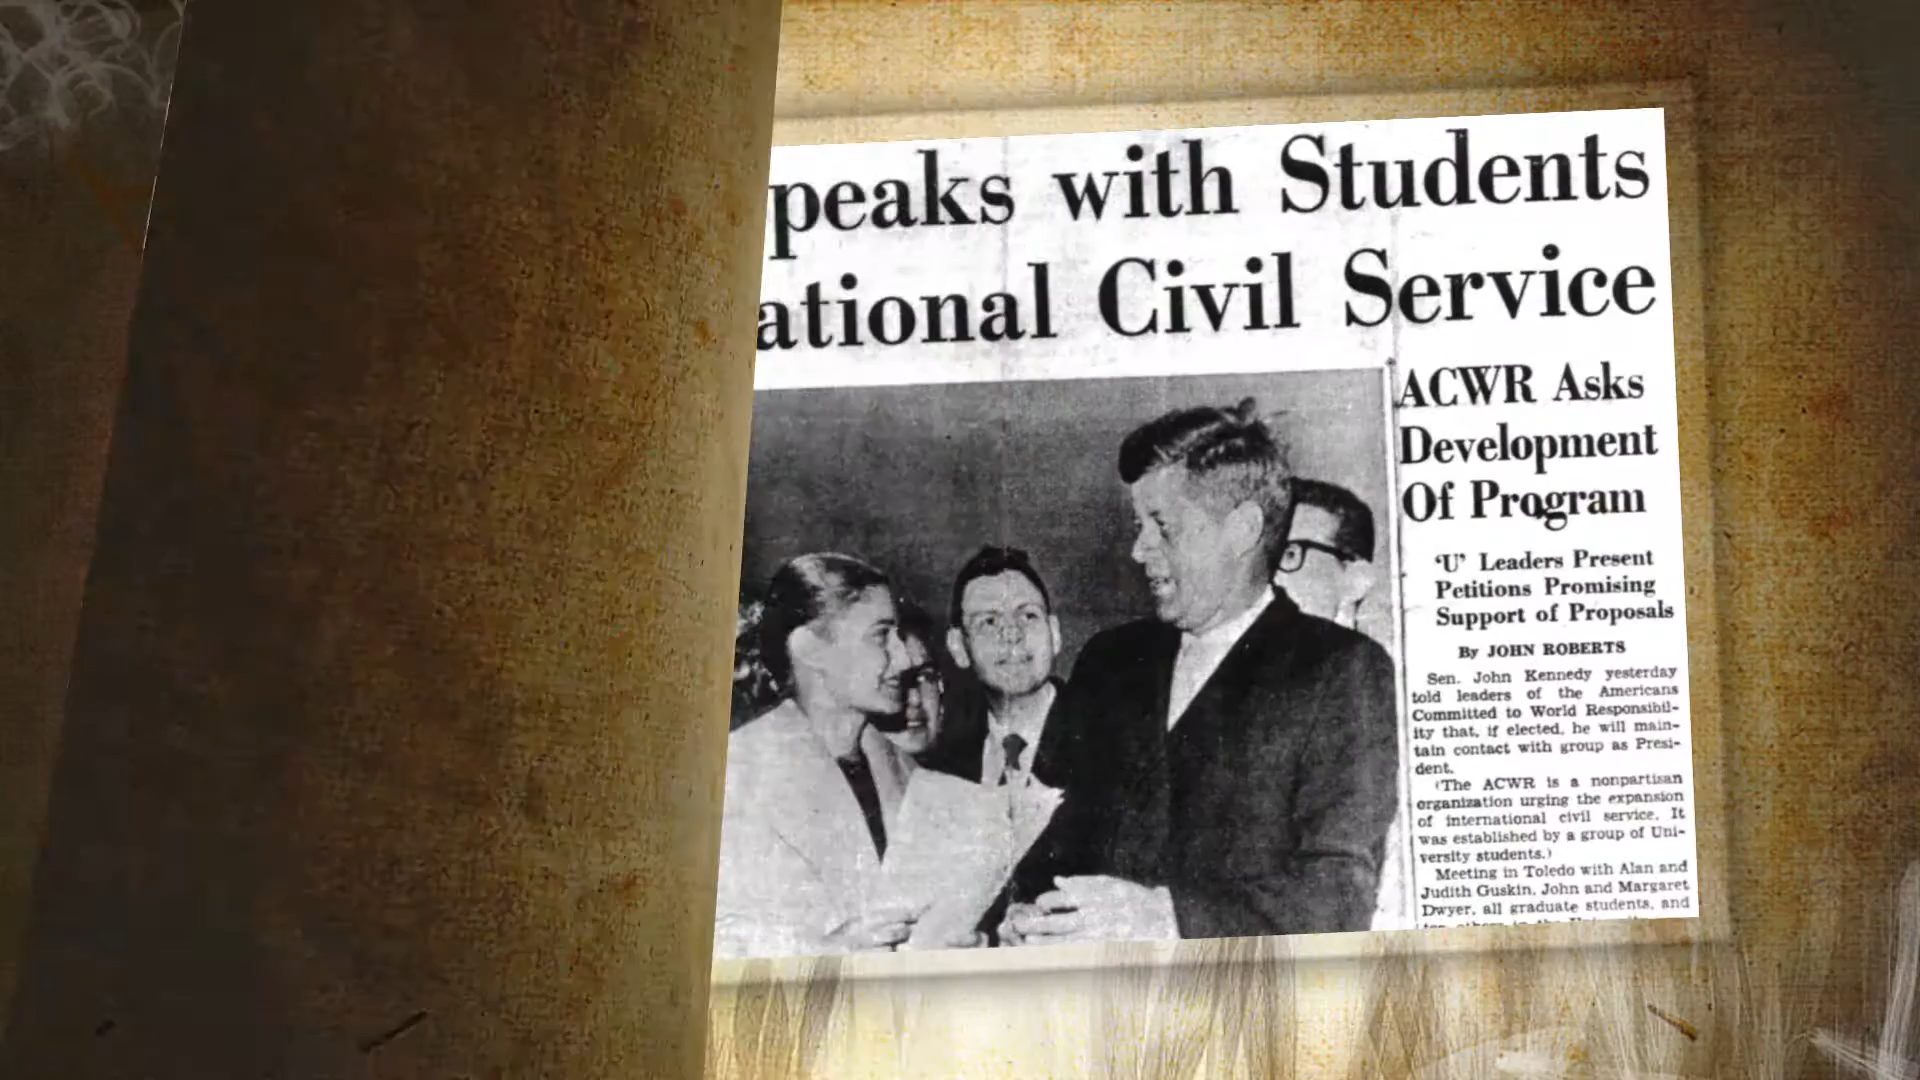 peaks with Students
ational Civil Service
ACWR Asks
Development
Of Program
'U' Leaders Present
Petitions Promising
Support of Proposals
By JOHN ROBERTS
Sen. John Kennedy yesterday
told leaders of the Americans
Committed to World Responsibil-
ity that, if elected, he will main-
tain contact with group as Presi-
dent.
(The ACWR is a nonpartisan
organization urging the expansion
of international civil service. It
was established by a group of Uni-
versity students.)
Meeting in Toledo with Alan and
Judith Guskin, John and Margaret
Dwyer, all graduate students, and